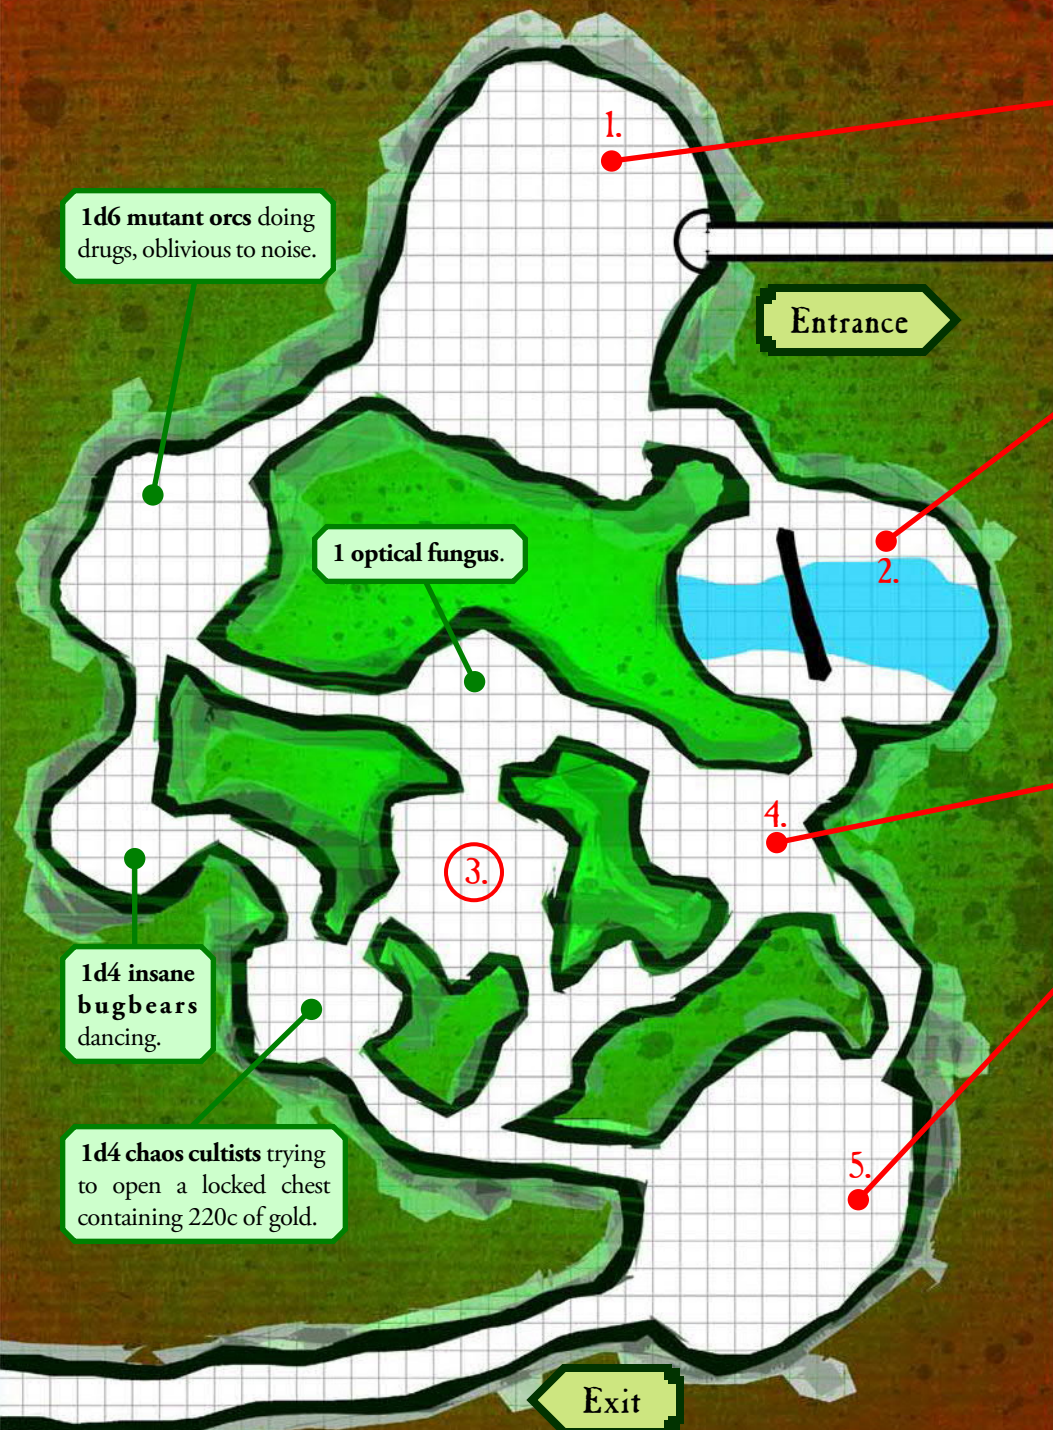 1.
1d6 mutant orcs doing
drugs, oblivious to noise.
Entrance
1 optical fungus.
2.
4.
3.
1d4 insane
bugbears
dancing.
1d4 chaos cultists trying
to open a locked chest
containing 220c of gold.
5.
Exit